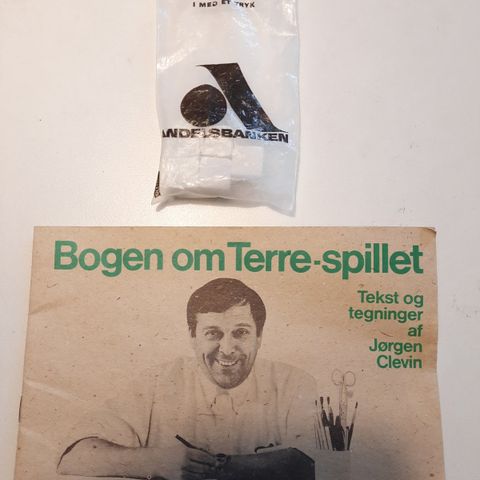 I MED ET TRYK
ANDELSBANKEN
Bogen om Terre-spillet
Tekst og
tegninger
af
Jørgen
Clevin